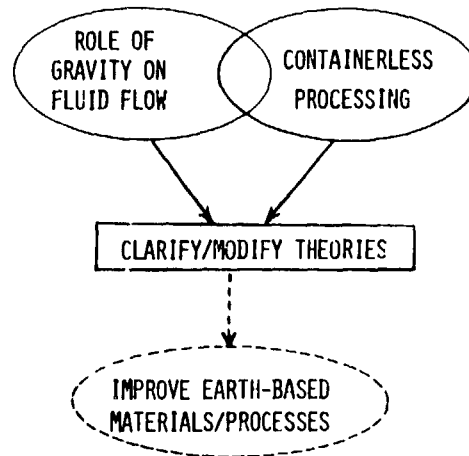 ROLE OF
GRAVITY ON
FLUID FLOW
CONTAINERLESS
PROCESSING
CLARIFY/MODIFY THEORIES
IMPROVE EARTH-BASED
MATERIALS/PROCESSES